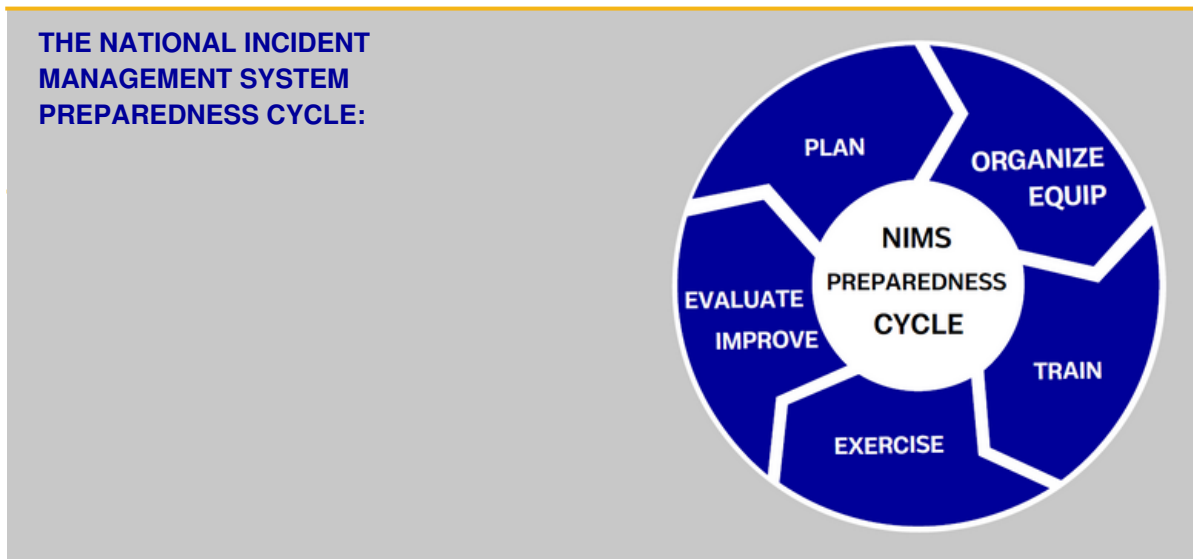 THE NATIONAL INCIDENT
MANAGEMENT SYSTEM
PREPAREDNESS CYCLE:
PLAN
ORGANIZE
EQUIP
TRAIN
EXERCISE
EVALUATE
IMPROVE
NIMS
PREPAREDNESS
CYCLE